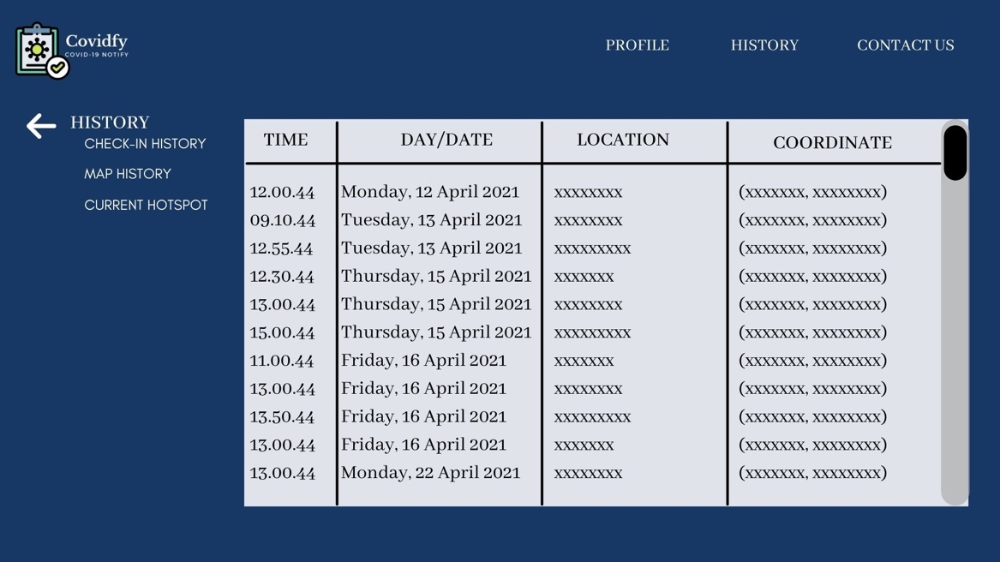 Covidfy
COVID-19 NOTIFY
PROFILE HISTORY CONTACT US
HISTORY
CHECK-IN HISTORY
MAP HISTORY
CURRENT HOTSPOT
TIME DAY/DATE LOCATION COORDINATE
12.00.44 Monday, 12 April 2021 xxxxxxxx (xxxxxxx, xxxxxxxx)
09.10.44 Tuesday, 13 April 2021 xxxxxxxx (xxxxxxx, xxxxxxxx)
12.55.44 Tuesday, 13 April 2021 xxxxxxxxx (xxxxxxx, xxxxxxxx)
12.30.44 Thursday, 15 April 2021 xxxxxxx (xxxxxxx, xxxxxxxx)
13.00.44 Thursday, 15 April 2021 xxxxxxxx (xxxxxxx, xxxxxxxx)
15.00.44 Thursday, 15 April 2021 xxxxxxxxx (xxxxxxx, xxxxxxxx)
11.00.44 Friday, 16 April 2021 xxxxxxx (xxxxxxx, xxxxxxxx)
13.00.44 Friday, 16 April 2021 xxxxxxxx (xxxxxxx, xxxxxxxx)
13.50.44 Friday, 16 April 2021 xxxxxxxxx (xxxxxxx, xxxxxxxx)
13.00.44 Friday, 16 April 2021 xxxxxxx (xxxxxxx, xxxxxxxx)
13.00.44 Monday, 22 April 2021 xxxxxxxx (xxxxxxx, xxxxxxxx)